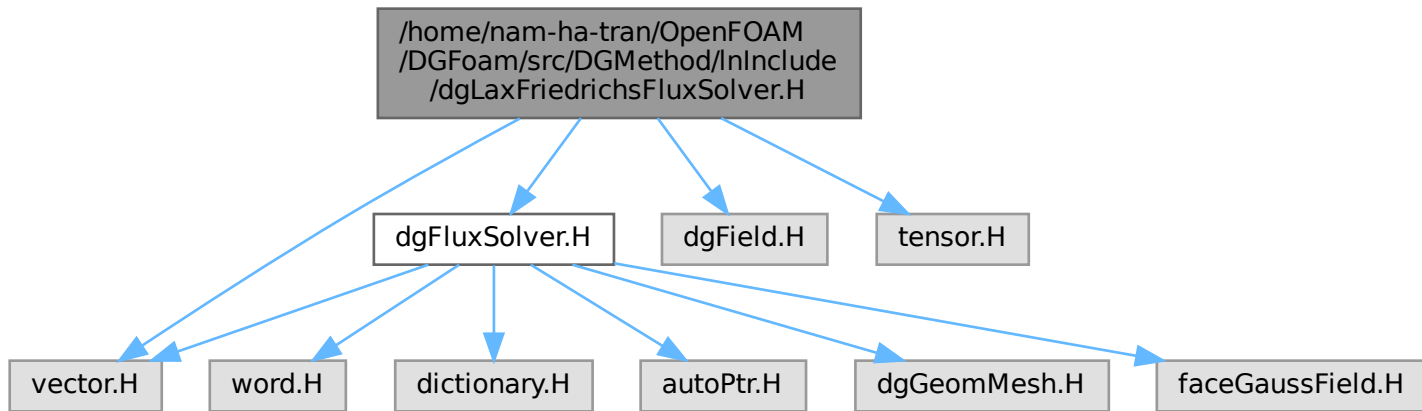 /home/nam-ha-tran/OpenFOAM
/DGFoam/src/DGMethod/lnInclude
/dgLaxFriedrichsFluxSolver.H
dgFluxSolver.H
dgField.H
tensor.H
vector.H
word.H
dictionary.H
autoPtr.H
dgGeomMesh.H
faceGaussField.H